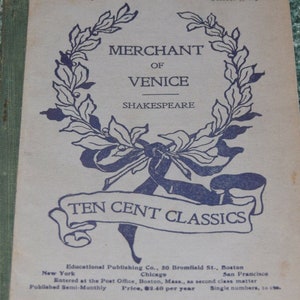 MERCHANT
OF
VENICE
SHAKESPEARE
TEN CENT CLASSICS
Educational Publishing Co., 50 Bromfield St., Boston
New York Chicago San Francisco
Entered at the Post Office, Boston, Mass., as second class matter
Published Semi-Monthly Price, $2.40 per year Single numbers, 10 cts.